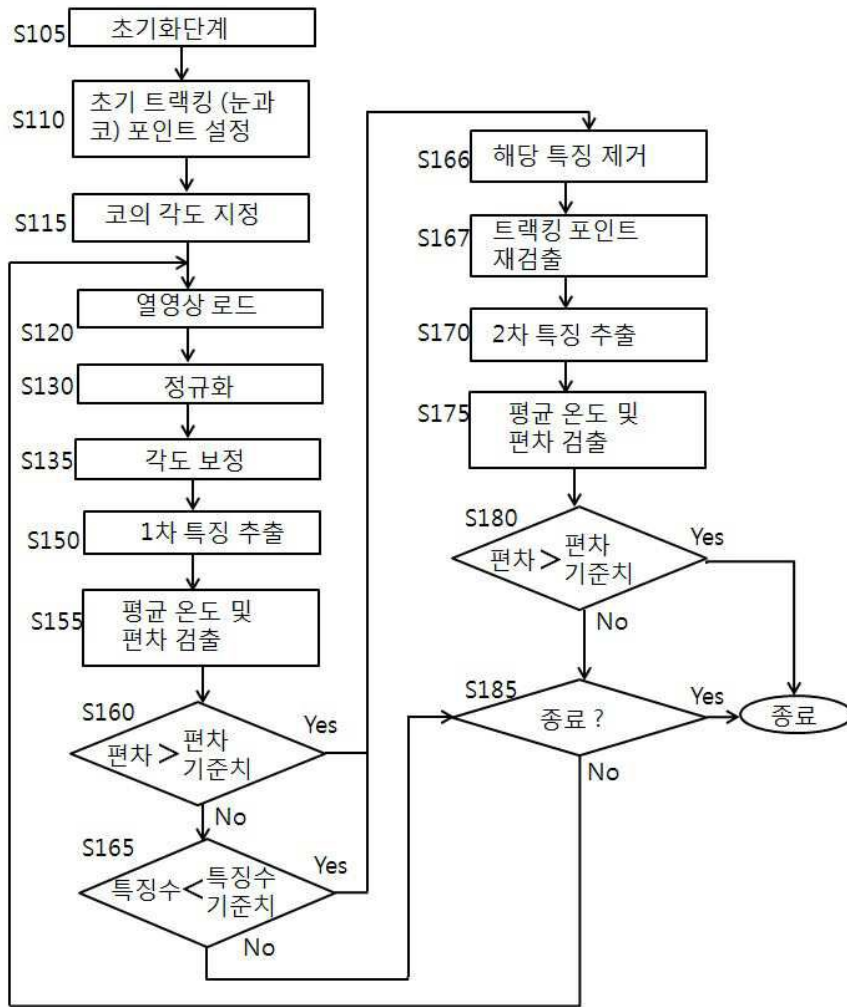 S105
초기화단계
S110
초기 트랙킹 (눈과
코) 포인트 설정
S115
코의 각도 지정
S120
열영상 로드
S130
정규화
S135
각도 보정
S150
1차 특징 추출
S155
평균 온도 및
편차 검출
S160
편차 > 편차
기준치
Yes
No
S165
특징수 < 특징수
기준치
Yes
No
S166
해당 특징 제거
S167
트랙킹 포인트
재검출
S170
2차 특징 추출
S175
평균 온도 및
편차 검출
S180
편차 > 편차
기준치
Yes
No
S185
종료 ?
Yes
No
종료